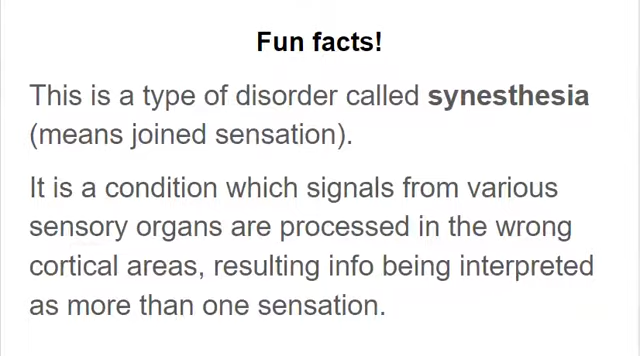 Fun facts!
This is a type of disorder called synesthesia
(means joined sensation).
It is a condition which signals from various
sensory organs are processed in the wrong
cortical areas, resulting info being interpreted
as more than one sensation.